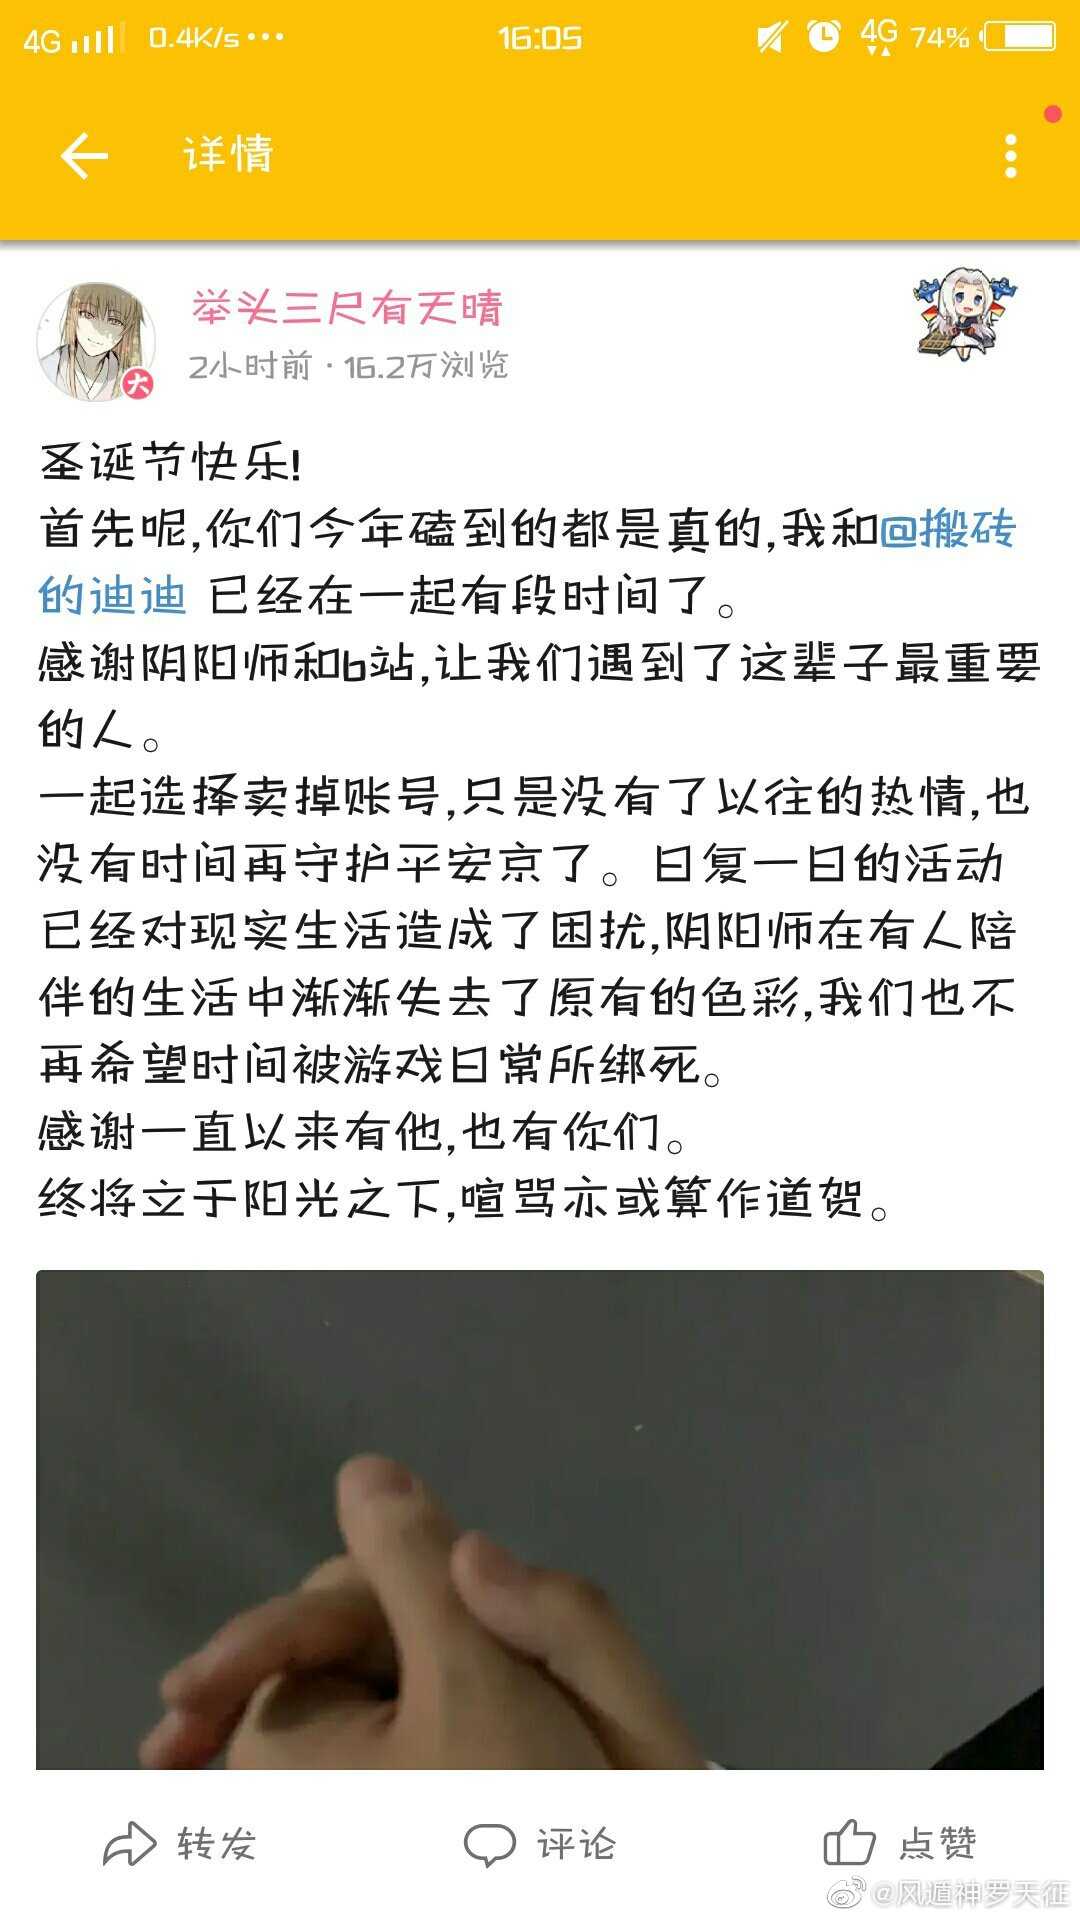 4G 0.4K/s... 16:05 4G 74%
详情
举头三尺有天晴
2小时前·16.2万浏览
大
圣诞节快乐!
首先呢,你们今年磕到的都是真的,我和@搬砖
的迪迪 已经在一起有段时间了。
感谢阴阳师和b站,让我们遇到了这辈子最重要
的人。
一起选择卖掉账号,只是没有了以往的热情,也
没有时间再守护平安京了。日复一日的活动
已经对现实生活造成了困扰,阴阳师在有人陪
伴的生活中渐渐失去了原有的色彩,我们也不
再希望时间被游戏日常所绑死。
感谢一直以来有他,也有你们。
终将立于阳光之下,喧骂亦或算作道贺。
转发 评论 点赞
@风遁神罗天征